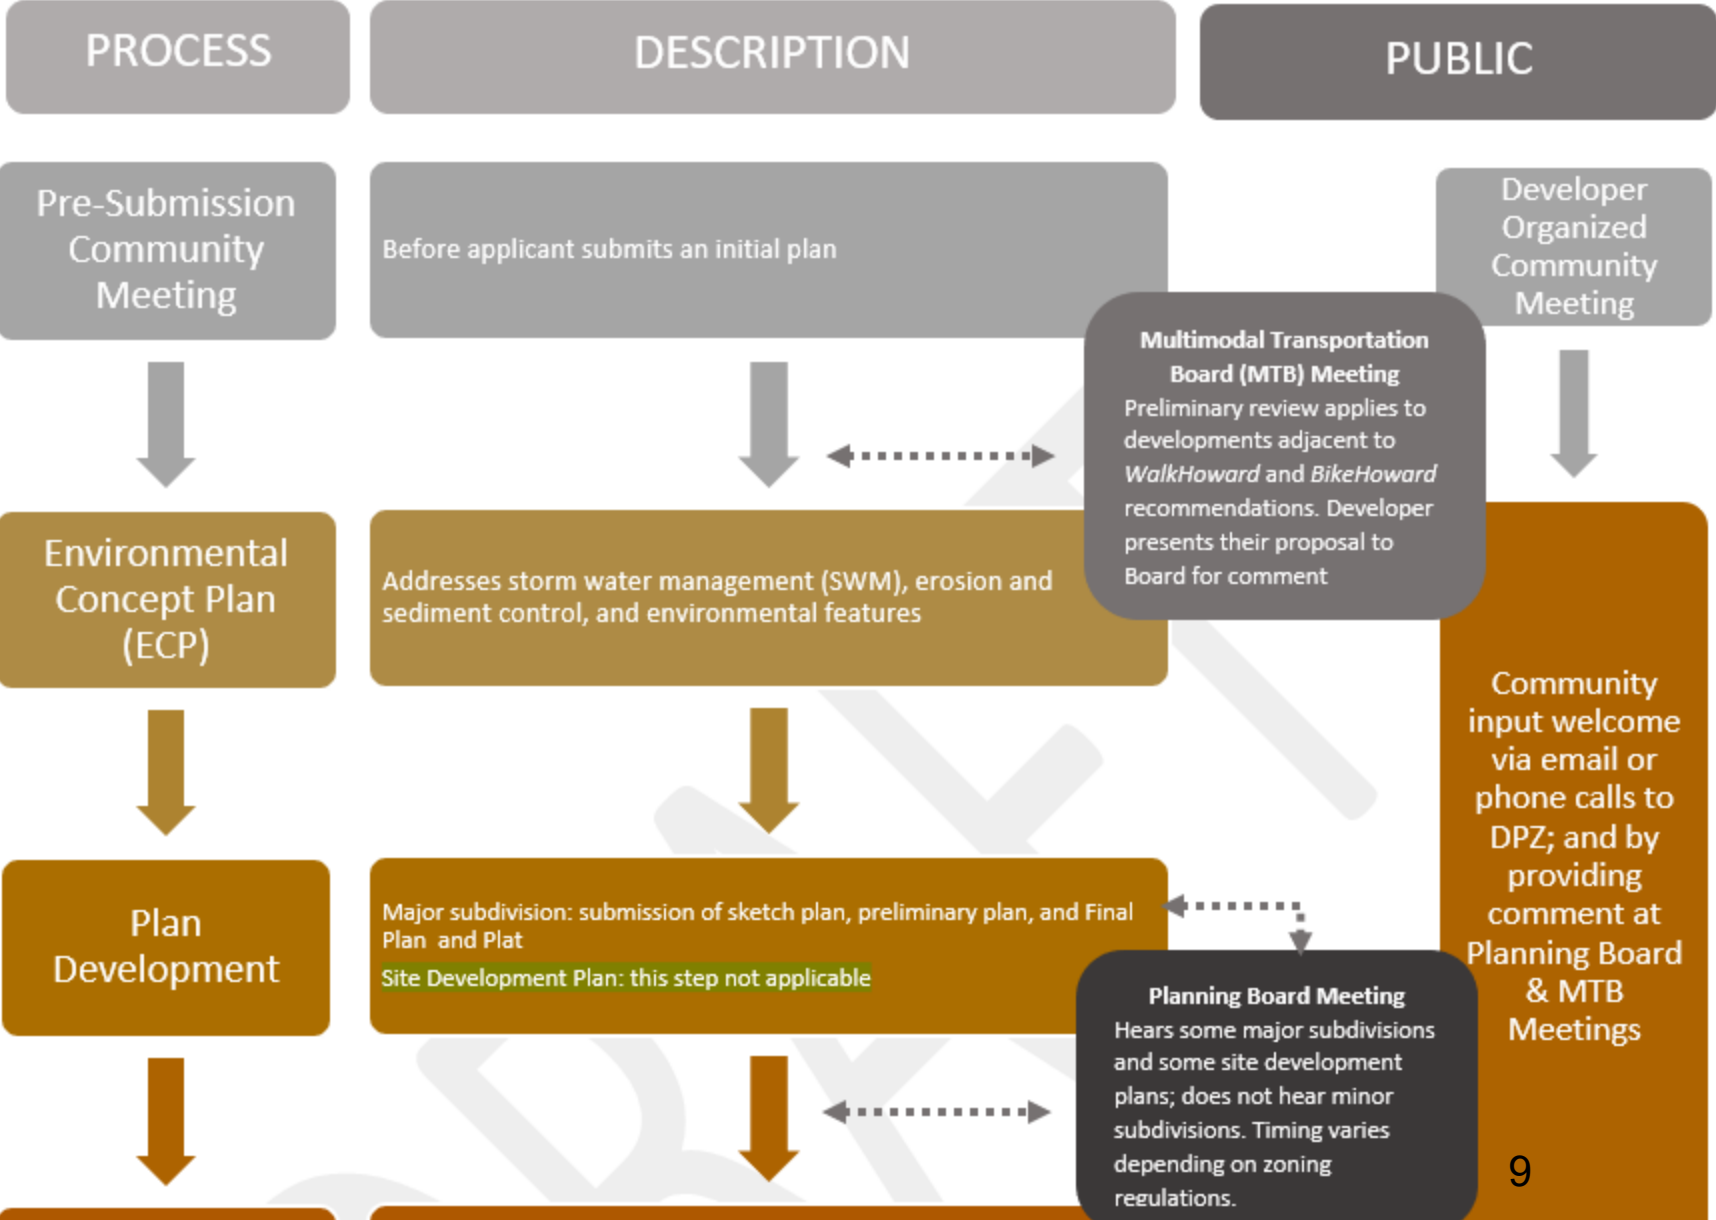 PROCESS
DESCRIPTION
PUBLIC
Pre-Submission
Community
Meeting
Before applicant submits an initial plan
Developer
Organized
Community
Meeting
Multimodal Transportation
Board (MTB) Meeting
Preliminary review applies to
developments adjacent to
WalkHoward and BikeHoward
recommendations. Developer
presents their proposal to
Board for comment
Environmental
Concept Plan
(ECP)
Addresses storm water management (SWM), erosion and
sediment control, and environmental features
Community
input welcome
via email or
phone calls to
DPZ; and by
providing
comment at
Planning Board
& MTB
Meetings
Plan
Development
Major subdivision: submission of sketch plan, preliminary plan, and Final
Plan and Plat
Site Development Plan: this step not applicable
Planning Board Meeting
Hears some major subdivisions
and some site development
plans; does not hear minor
subdivisions. Timing varies
depending on zoning
regulations.
9